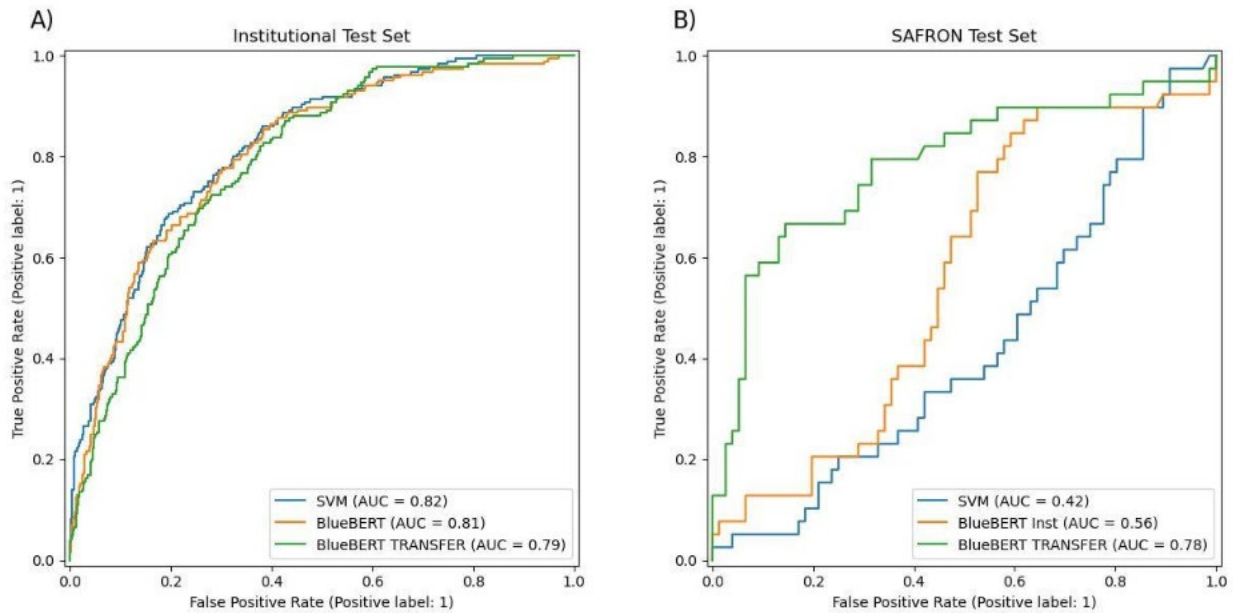 A)
Institutional Test Set
1.0
0.8
0.6
0.4
0.2
0.0
True Positive Rate (Positive label: 1)
SVM (AUC = 0.82)
BlueBERT (AUC = 0.81)
BlueBERT TRANSFER (AUC = 0.79)
0.0 0.2 0.4 0.6 0.8 1.0
False Positive Rate (Positive label: 1)
B)
SAFRON Test Set
1.0
0.8
0.6
0.4
0.2
0.0
True Positive Rate (Positive label: 1)
SVM (AUC = 0.42)
BlueBERT Inst (AUC = 0.56)
BlueBERT TRANSFER (AUC = 0.78)
0.0 0.2 0.4 0.6 0.8 1.0
False Positive Rate (Positive label: 1)